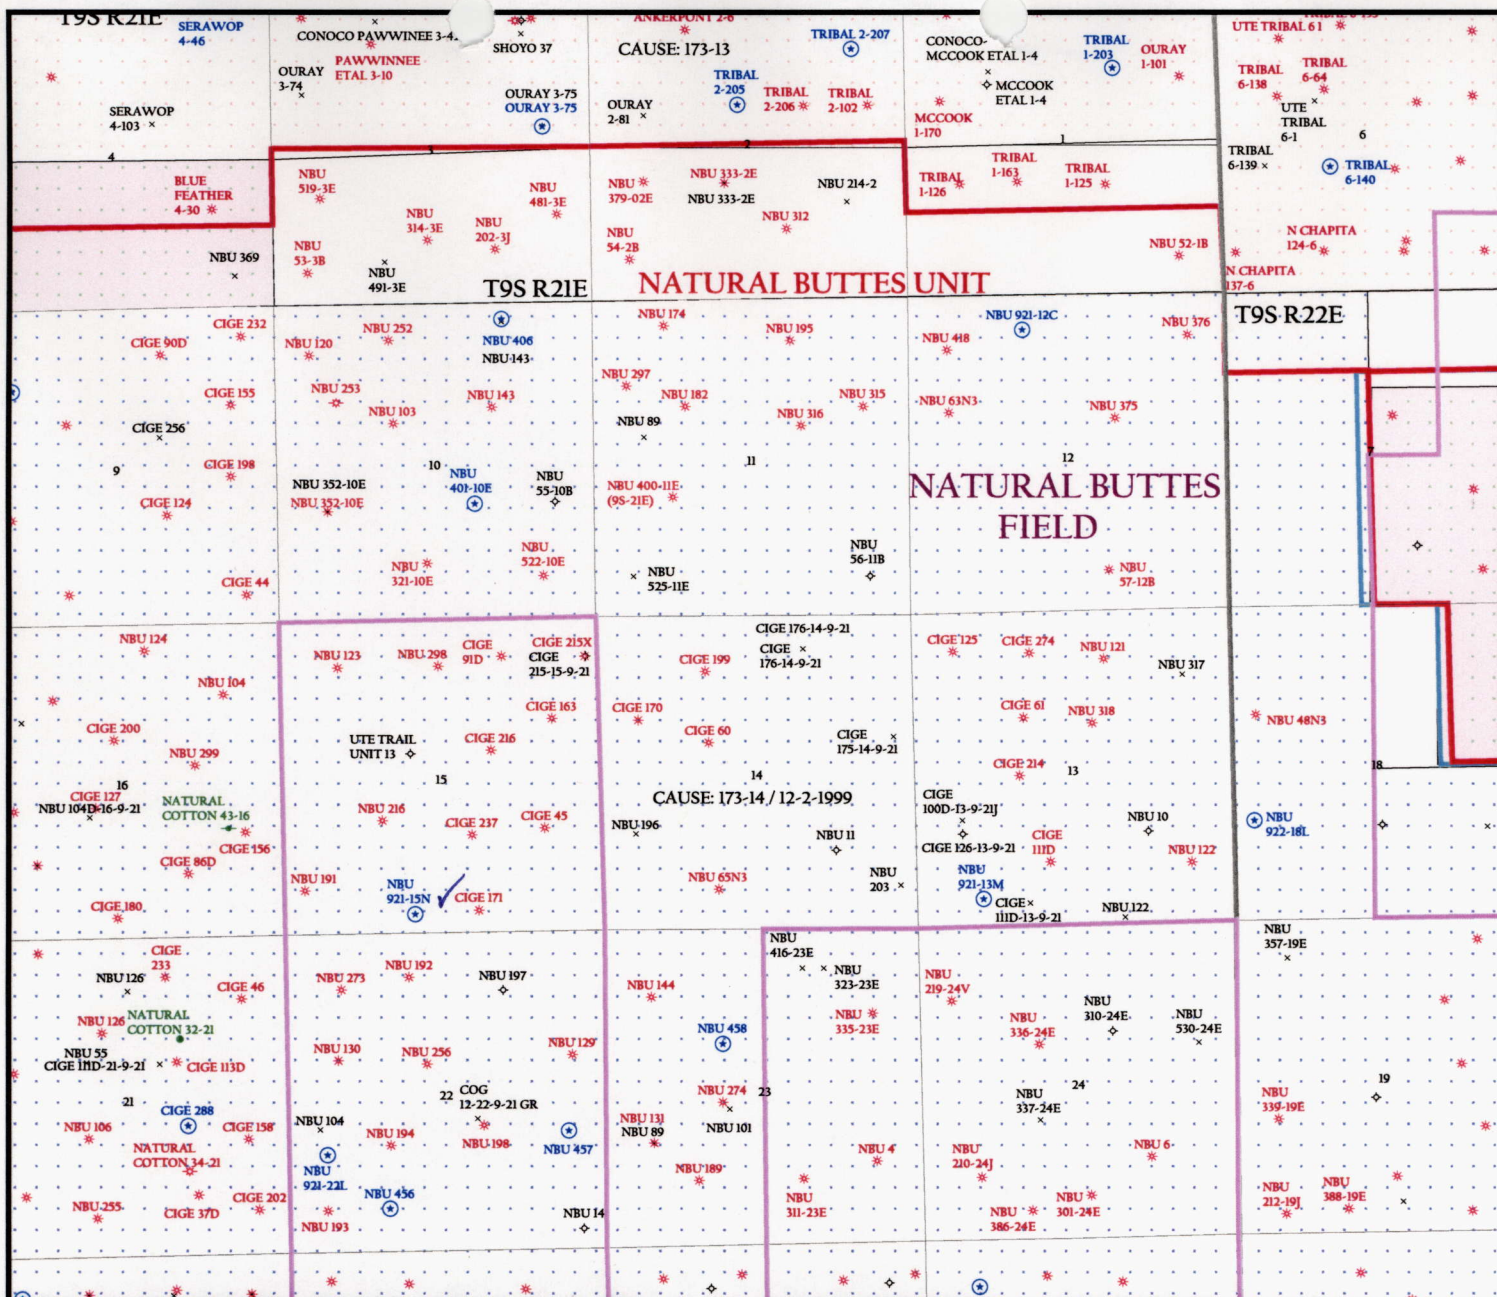 T9S R21E
SERAWOP
4-46
CONOCO PAWWINEE 3-4
PAWWINNEE
ETAL 3-10
OURAY
3-74
SERAWOP
4-103
4
SHOYO 37
OURAY 3-75
OURAY 3-75
3
ANKERPONT 2-6
CAUSE: 173-13
TRIBAL 2-207
TRIBAL
2-205
TRIBAL
2-206
TRIBAL
2-102
OURAY
2-81
2
CONOCO-
MCCOOK ETAL 1-4
TRIBAL
1-203
OURAY
1-101
MCCOOK
ETAL 1-4
MCCOOK
1-170
1
UTE TRIBAL 61
TRIBAL
6-138
TRIBAL
6-64
UTE
TRIBAL
6-1
6
TRIBAL
6-139
TRIBAL
6-140
BLUE
FEATHER
4-30
NBU
519-3E
NBU
481-3E
NBU
314-3E
NBU
202-3J
NBU
379-02E
NBU 333-2E
NBU 333-2E
NBU 214-2
NBU 312
TRIBAL
1-126
TRIBAL
1-163
TRIBAL
1-125
NBU 369
NBU
53-3B
NBU
491-3E
NBU
54-2B
NBU 52-1B
N CHAPITA
124-6
N CHAPITA
137-6
T9S R21E
NATURAL BUTTES UNIT
T9S R22E
CIGE 232
CIGE 90D
NBU 252
NBU 120
NBU 406
NBU 143
NBU 174
NBU 195
NBU 921-12C
NBU 418
NBU 376
CIGE 155
NBU 253
NBU 103
NBU 143
NBU 297
NBU 182
NBU 315
NBU 316
NBU 63N3
NBU 375
CIGE 256
NBU 89
CIGE 198
9
10
11
12
7
NBU 352-10E
NBU 352-10E
NBU
401-10E
NBU
55-10B
NBU 400-11E
(9S-21E)
CIGE 124
NATURAL BUTTES
FIELD
NBU
321-10E
NBU
522-10E
NBU
525-11E
NBU
56-11B
NBU
57-12B
CIGE 44
NBU 124
NBU 123
NBU 298
CIGE
91D
CIGE 215X
CIGE
215-15-9-21
CIGE 176-14-9-21
CIGE
176-14-9-21
CIGE 199
CIGE 125
CIGE 274
NBU 121
NBU 317
NBU 104
CIGE 163
CIGE 170
CIGE 60
CIGE
175-14-9-21
CIGE 61
NBU 318
NBU 48N3
CIGE 200
NBU 299
UTE TRAIL
UNIT 13
CIGE 216
CIGE 214
16
15
14
13
18
CIGE 127
NBU 104D-16-9-21
NATURAL
COTTON 43-16
CIGE 156
NBU 216
CIGE 237
CIGE 45
CAUSE: 173-14 / 12-2-1999
NBU 196
NBU 11
CIGE
100D-13-9-21J
CIGE 126-13-9-21
CIGE
111D
NBU 10
NBU
922-18L
CIGE 86D
CIGE 180
NBU 191
NBU
921-15N
CIGE 171
NBU 65N3
NBU
203
NBU
921-13M
CIGE
111D-13-9-21
NBU 122
NBU 122
CIGE
233
NBU 126
CIGE 46
NBU 273
NBU 192
NBU 197
NBU 144
NBU
416-23E
NBU
323-23E
NBU
219-24V
NBU
357-19E
NBU 126
NATURAL
COTTON 32-21
NBU 55
CIGE 111D-21-9-21
CIGE 113D
NBU 130
NBU 256
NBU 129
NBU 458
NBU
335-23E
NBU
336-24E
NBU
310-24E
NBU
530-24E
21
22
23
24
19
COG
12-22-9-21 GR
NBU 274
CIGE 288
NBU 106
CIGE 158
NBU 104
NBU 194
NBU 198
NBU 457
NBU 131
NBU 89
NBU 101
NBU
337-24E
NBU
339-19E
NATURAL
COTTON 34-21
NBU
921-22L
NBU 456
NBU 189
NBU 4
NBU
210-24J
NBU 6
NBU 255
CIGE 37D
CIGE 202
NBU 193
NBU 14
NBU
311-23E
NBU
386-24E
NBU
301-24E
NBU
212-19J
NBU
388-19E